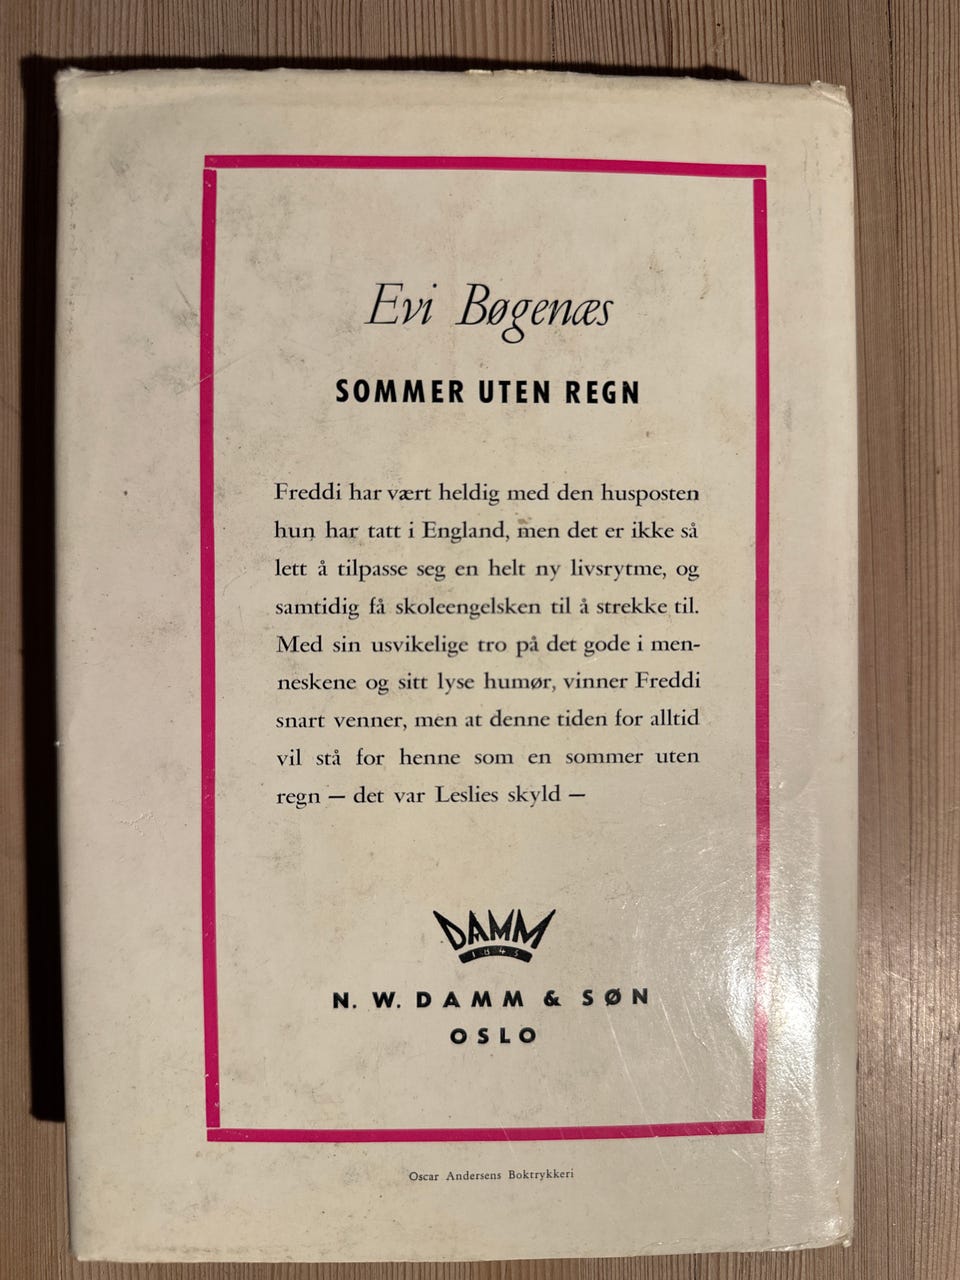 Evi Bøgenæs
SOMMER UTEN REGN
Freddi har vært heldig med den husposten
hun har tatt i England, men det er ikke så
lett å tilpasse seg en helt ny livsrytme, og
samtidig få skoleengelsken til å strekke til.
Med sin usvikelige tro på det gode i men-
neskene og sitt lyse humør, vinner Freddi
snart venner, men at denne tiden for alltid
vil stå for henne som en sommer uten
regn — det var Leslies skyld —
DAMM
1845
N. W. DAMM & SØN
OSLO
Oscar Andersens Boktrykkeri